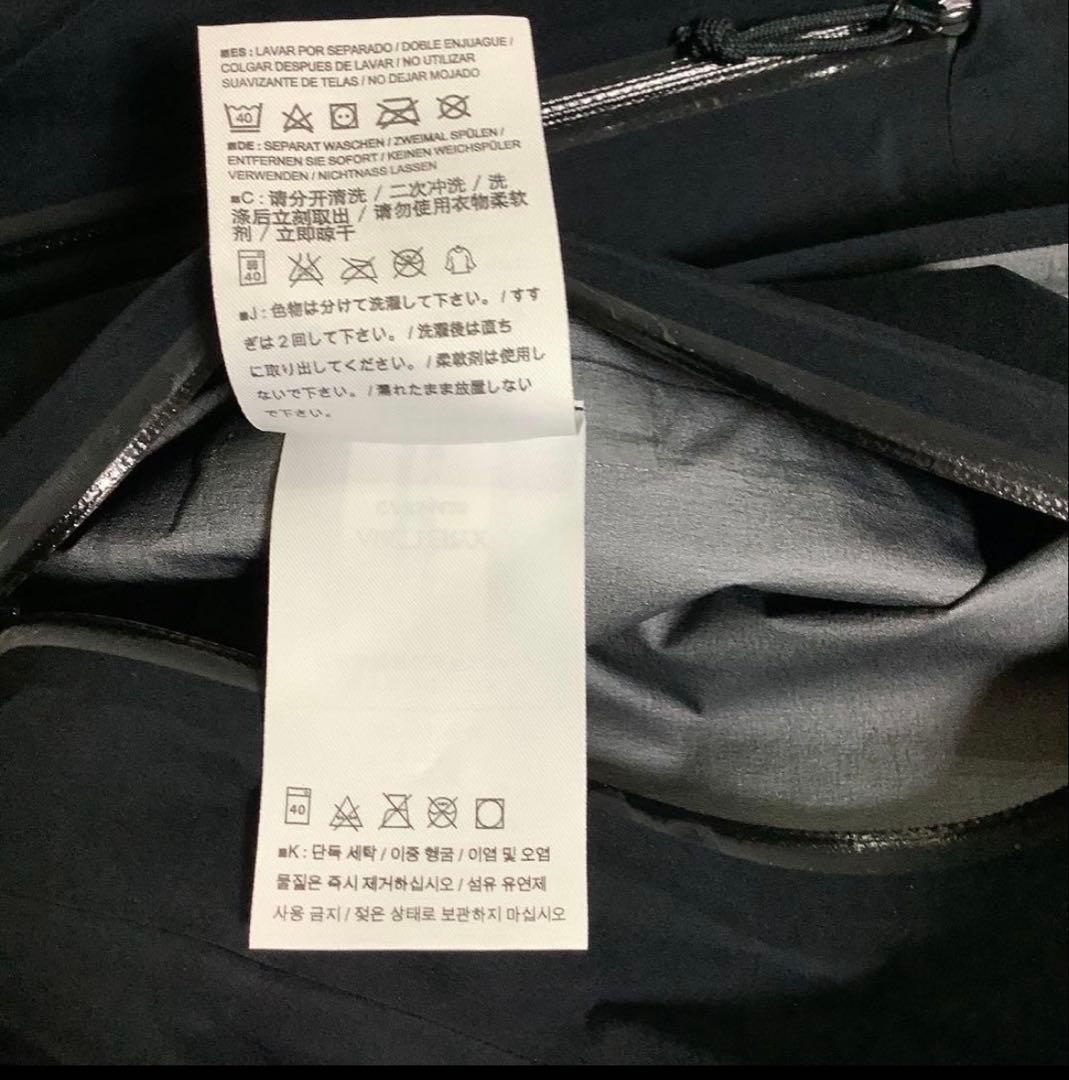 ■ES : LAVAR POR SEPARADO / DOBLE ENJUAGUE /
COLGAR DESPUES DE LAVAR / NO UTILIZAR
SUAVIZANTE DE TELAS / NO DEJAR MOJADO
40
■DE : SEPARAT WASCHEN / ZWEIMAL SPÜLEN /
ENTFERNEN SIE SOFORT / KEINEN WEICHSPÜLER
VERWENDEN / NICHTNASS LASSEN
■C : 请分开清洗 / 二次冲洗 / 洗
涤后立刻取出 / 请勿使用衣物柔软
剂 / 立即晾干
弱
40
■J : 色物は分けて洗濯して下さい。 / すす
ぎは2回して下さい。 / 洗濯後は直ち
に取り出してください。 / 柔軟剤は使用し
ないで下さい。 / 濡れたまま放置しない
で下さい。
40
■K : 단독 세탁 / 이중 헹굼 / 이염 및 오염
물질은 즉시 제거하십시오 / 섬유 유연제
사용 금지 / 젖은 상태로 보관하지 마십시오